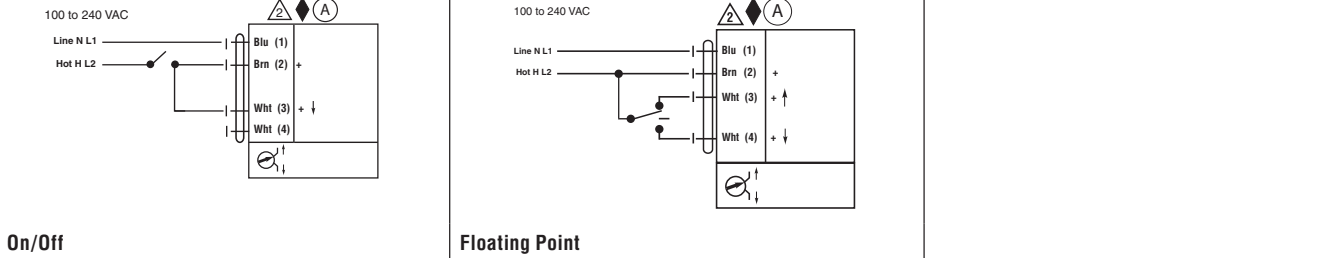 100 to 240 VAC
2 A
Line N L1
Blu (1)
Hot H L2
Brn (2) +
Wht (3) + ↓
Wht (4)
On/Off
100 to 240 VAC
2 A
Line N L1
Blu (1)
Hot H L2
Brn (2) +
Wht (3) + ↑
Wht (4) + ↓
Floating Point